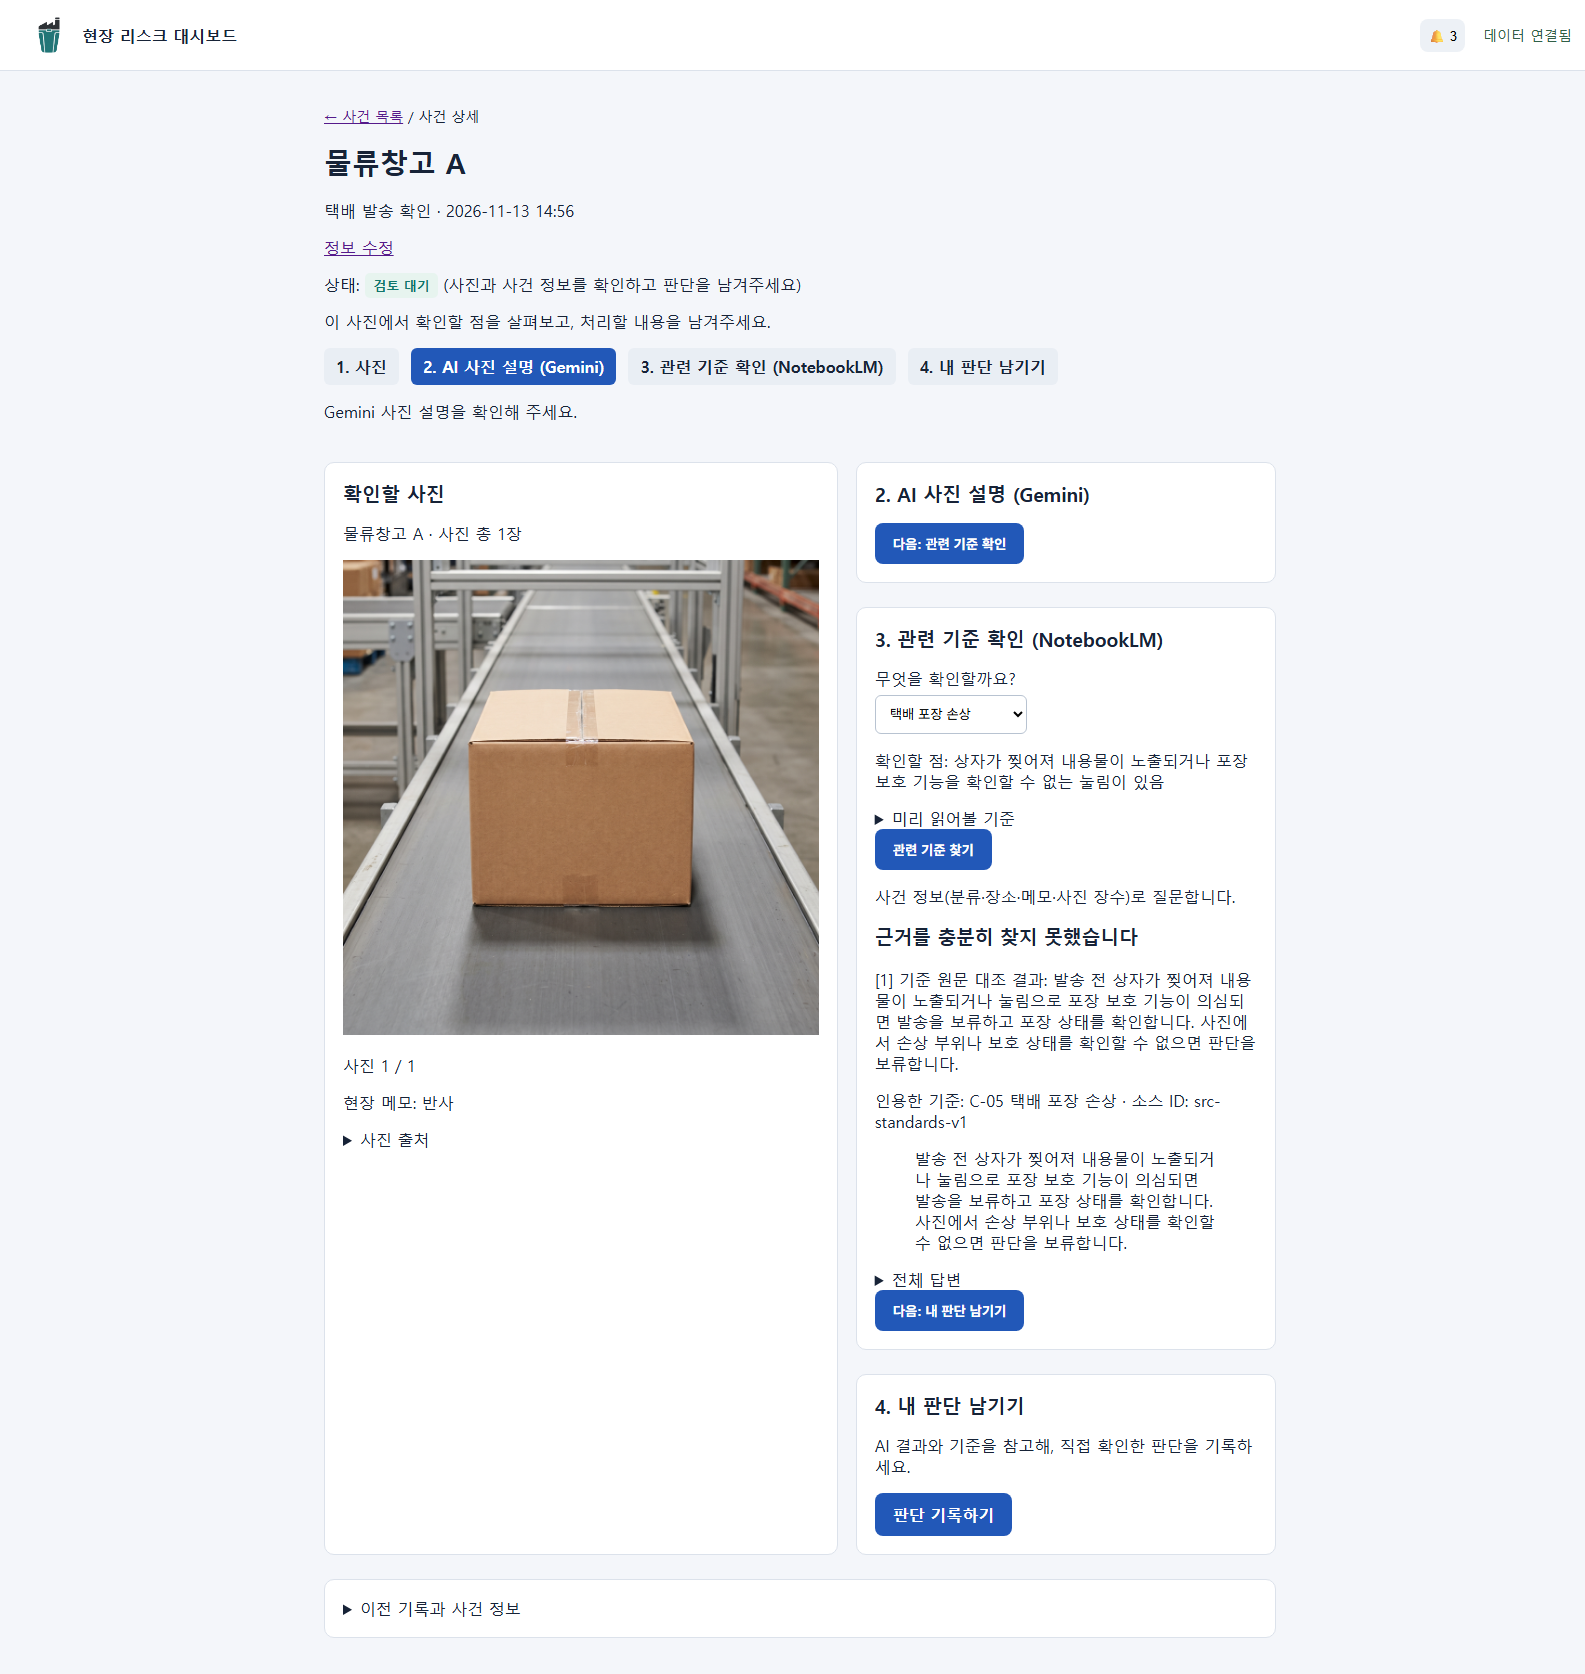 현장 리스크 대시보드
3
데이터 연결됨
← 사건 목록 / 사건 상세
물류창고 A
택배 발송 확인 · 2026-11-13 14:56
정보 수정
상태: 검토 대기 (사진과 사건 정보를 확인하고 판단을 남겨주세요)
이 사진에서 확인할 점을 살펴보고, 처리할 내용을 남겨주세요.
1. 사진
2. AI 사진 설명 (Gemini)
3. 관련 기준 확인 (NotebookLM)
4. 내 판단 남기기
Gemini 사진 설명을 확인해 주세요.
확인할 사진
물류창고 A · 사진 총 1장
사진 1 / 1
현장 메모: 반사
▶ 사진 출처
2. AI 사진 설명 (Gemini)
다음: 관련 기준 확인
3. 관련 기준 확인 (NotebookLM)
무엇을 확인할까요?
택배 포장 손상
확인할 점: 상자가 찢어져 내용물이 노출되거나 포장
보호 기능을 확인할 수 없는 눌림이 있음
▶ 미리 읽어볼 기준
관련 기준 찾기
사건 정보(분류·장소·메모·사진 장수)로 질문합니다.
근거를 충분히 찾지 못했습니다
[1] 기준 원문 대조 결과: 발송 전 상자가 찢어져 내용
물이 노출되거나 눌림으로 포장 보호 기능이 의심되
면 발송을 보류하고 포장 상태를 확인합니다. 사진에
서 손상 부위나 보호 상태를 확인할 수 없으면 판단을
보류합니다.
인용한 기준: C-05 택배 포장 손상 · 소스 ID: src-
standards-v1
발송 전 상자가 찢어져 내용물이 노출되거
나 눌림으로 포장 보호 기능이 의심되면
발송을 보류하고 포장 상태를 확인합니다.
사진에서 손상 부위나 보호 상태를 확인할
수 없으면 판단을 보류합니다.
▶ 전체 답변
다음: 내 판단 남기기
4. 내 판단 남기기
AI 결과와 기준을 참고해, 직접 확인한 판단을 기록하
세요.
판단 기록하기
▶ 이전 기록과 사건 정보